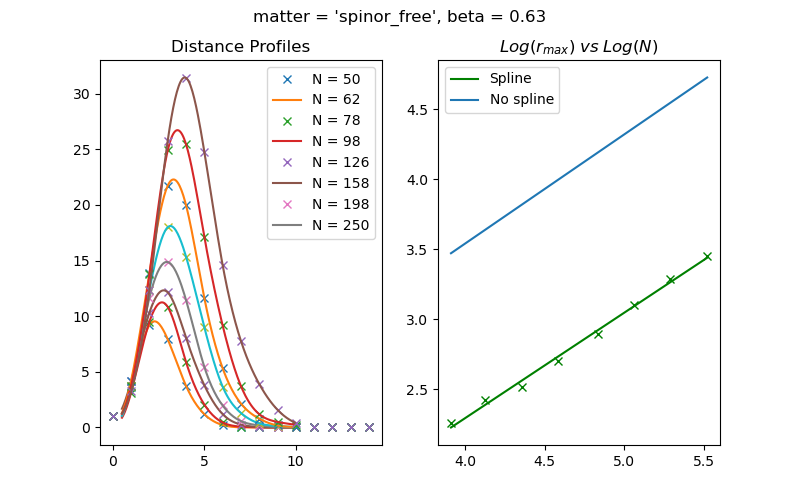 matter = 'spinor_free', beta = 0.63
Distance Profiles
N = 50
N = 62
N = 78
N = 98
N = 126
N = 158
N = 198
N = 250
30
25
20
15
10
5
0
0 5 10
Log(r_max) vs Log(N)
Spline
No spline
4.5
4.0
3.5
3.0
2.5
4.0 4.5 5.0 5.5